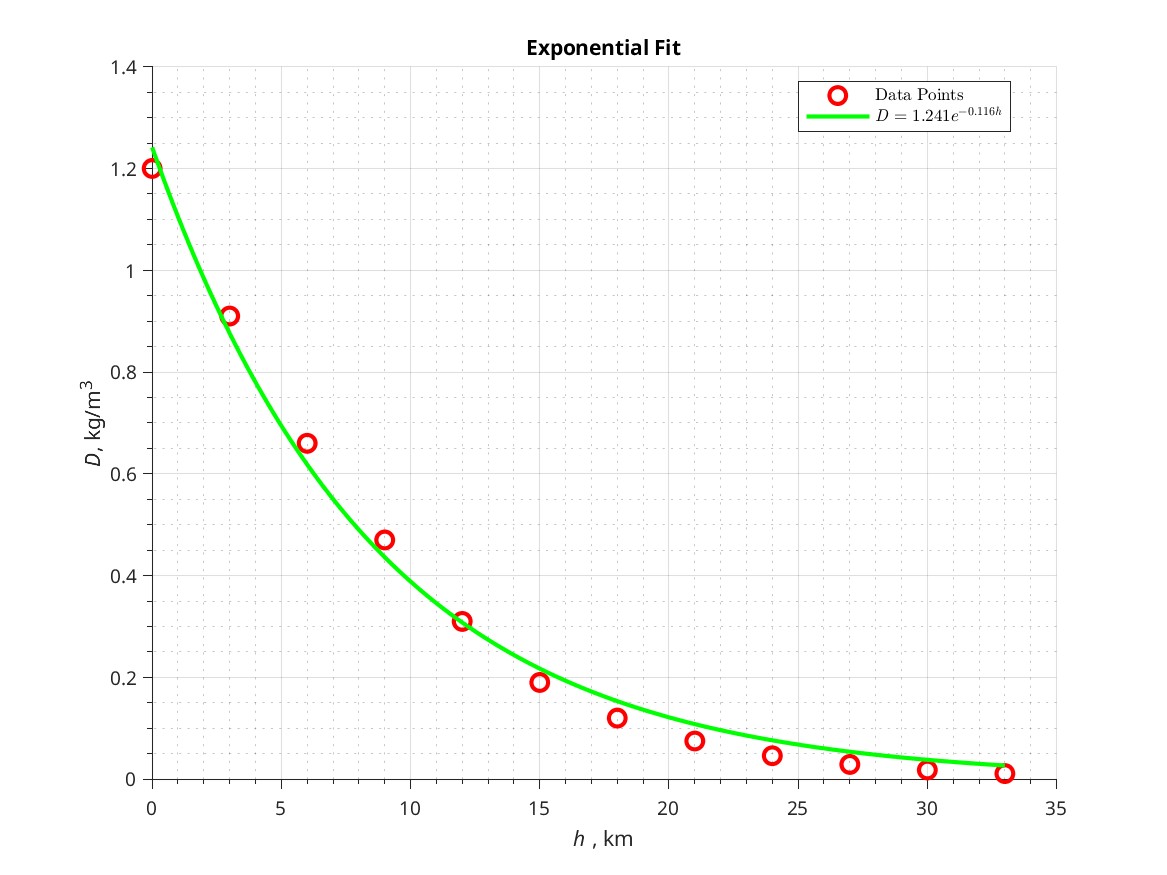 Exponential Fit
Data Points
D = 1.241e^{-0.116h}
1.4
1.2
1
0.8
0.6
0.4
0.2
0
D, kg/m³
0 5 10 15 20 25 30 35
h , km